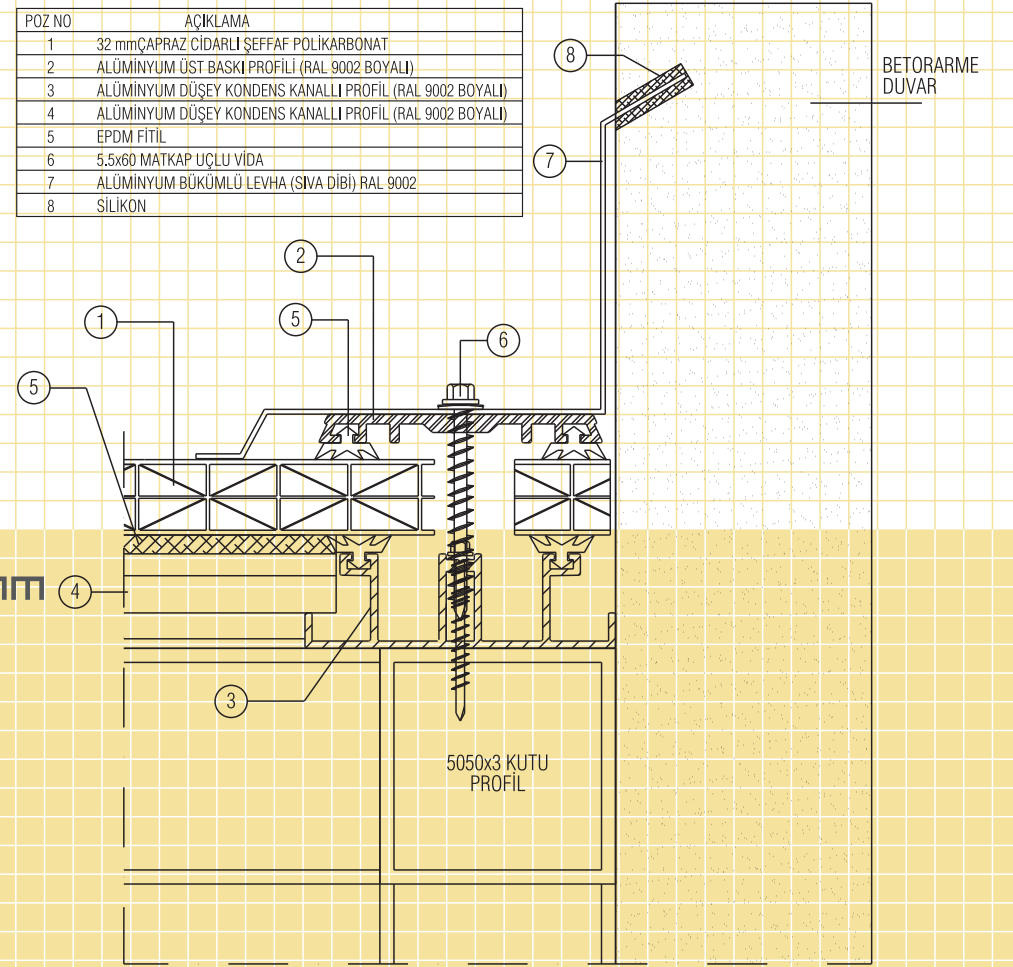 POZ NO AÇIKLAMA
1 32 mmÇAPRAZ CİDARLI ŞEFFAF POLİKARBONAT
2 ALÜMİNYUM ÜST BASKI PROFİLİ (RAL 9002 BOYALI)
3 ALÜMİNYUM DÜŞEY KONDENS KANALLI PROFİL (RAL 9002 BOYALI)
4 ALÜMİNYUM DÜŞEY KONDENS KANALLI PROFİL (RAL 9002 BOYALI)
5 EPDM FİTİL
6 5.5x60 MATKAP UÇLU VİDA
7 ALÜMİNYUM BÜKÜMLÜ LEVHA (SIVA DİBİ) RAL 9002
8 SİLİKON
8
BETORARME
DUVAR
7
2
1
5
6
5
4
3
5050x3 KUTU
PROFİL